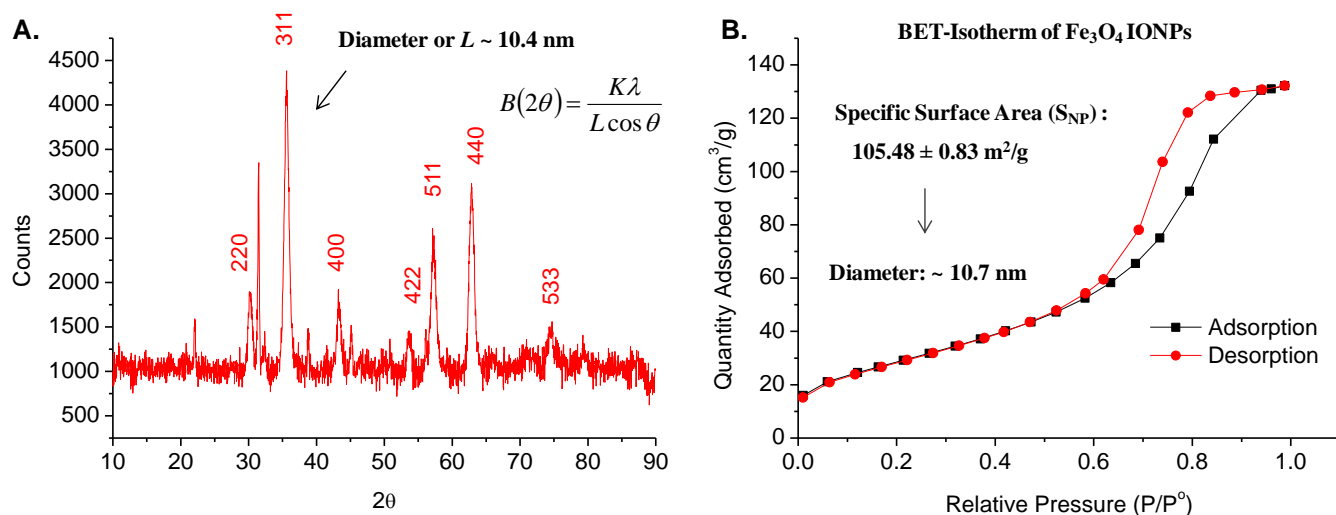 A.
Diameter or L ~ 10.4 nm
B(2θ) = Kλ / L cos θ
311
220
400
422
511
440
533
4500
4000
3500
3000
2500
2000
1500
1000
500
Counts
10 20 30 40 50 60 70 80 90
2θ
B.
BET-Isotherm of Fe₃O₄ IONPs
Specific Surface Area (S_NP) :
105.48 ± 0.83 m²/g
Diameter: ~ 10.7 nm
140
120
100
80
60
40
20
0
Quantity Adsorbed (cm³/g)
Adsorption
Desorption
0.0 0.2 0.4 0.6 0.8 1.0
Relative Pressure (P/P⁰)